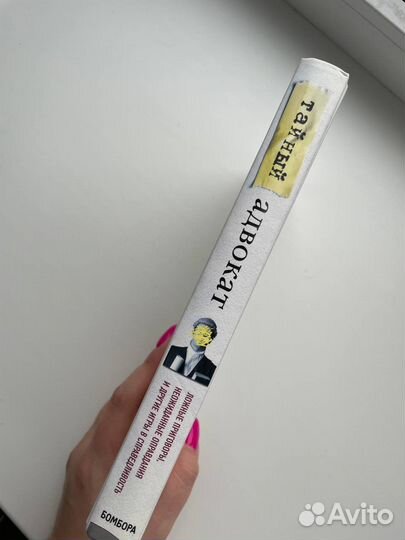 тайный
адвокат
ЛОЖНЫЕ ПРИГОВОРЫ,
НЕОЖИДАННЫЕ ОПРАВДАНИЯ
И ДРУГИЕ ИГРЫ В СПРАВЕДЛИВОСТЬ
БОМБОРА
Avito